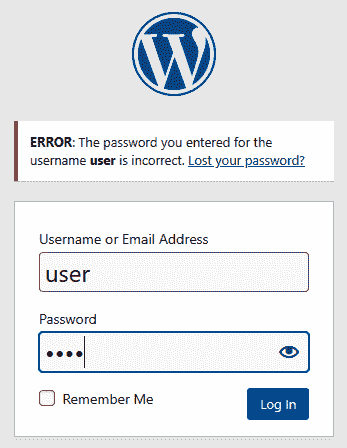 ERROR: The password you entered for the
username user is incorrect. Lost your password?
Username or Email Address
user
Password
••••
Remember Me
Log In